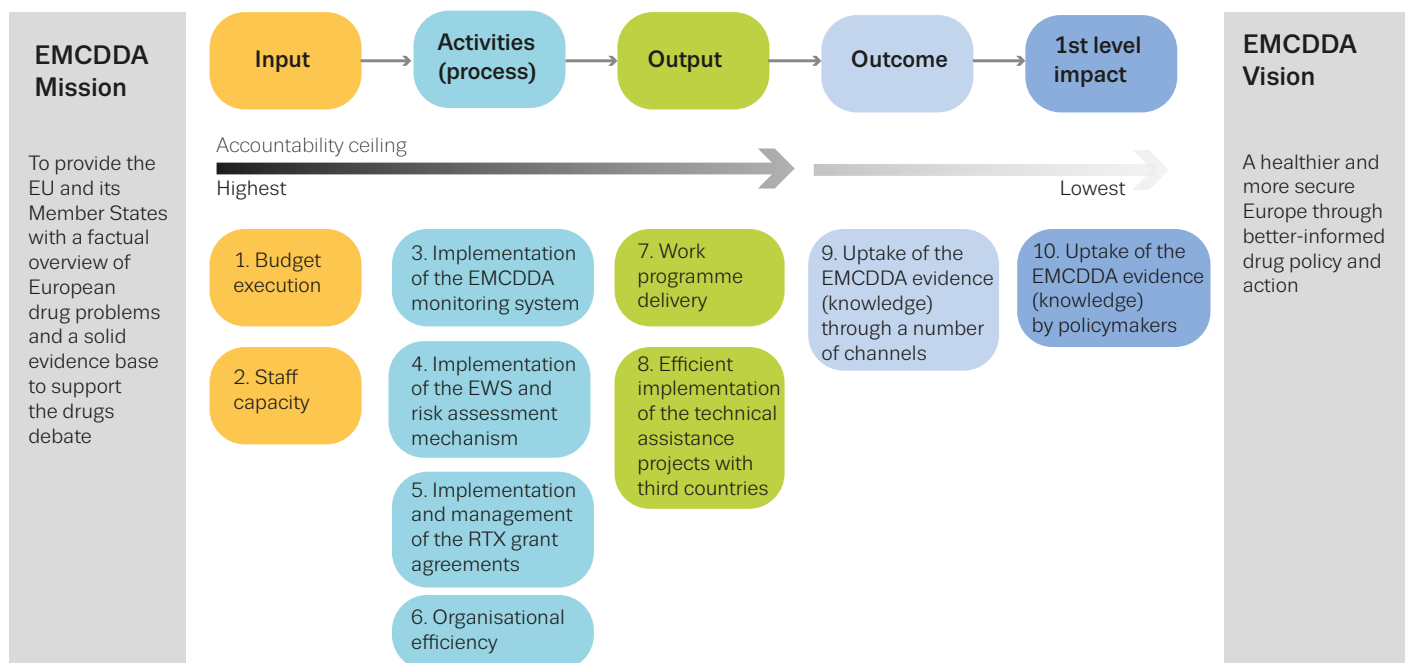 EMCDDA
Mission
To provide the
EU and its
Member States
with a factual
overview of
European
drug problems
and a solid
evidence base
to support
the drugs
debate
Input
Activities
(process)
Output
Outcome
1st level
impact
Accountability ceiling
Highest
Lowest
1. Budget
execution
2. Staff
capacity
3. Implementation
of the EMCDDA
monitoring system
4. Implementation
of the EWS and
risk assessment
mechanism
5. Implementation
and management
of the RTX grant
agreements
6. Organisational
efficiency
7. Work
programme
delivery
8. Efficient
implementation
of the technical
assistance
projects with
third countries
9. Uptake of the
EMCDDA evidence
(knowledge)
through a number
of channels
10. Uptake of the
EMCDDA evidence
(knowledge)
by policymakers
EMCDDA
Vision
A healthier and
more secure
Europe through
better-informed
drug policy and
action